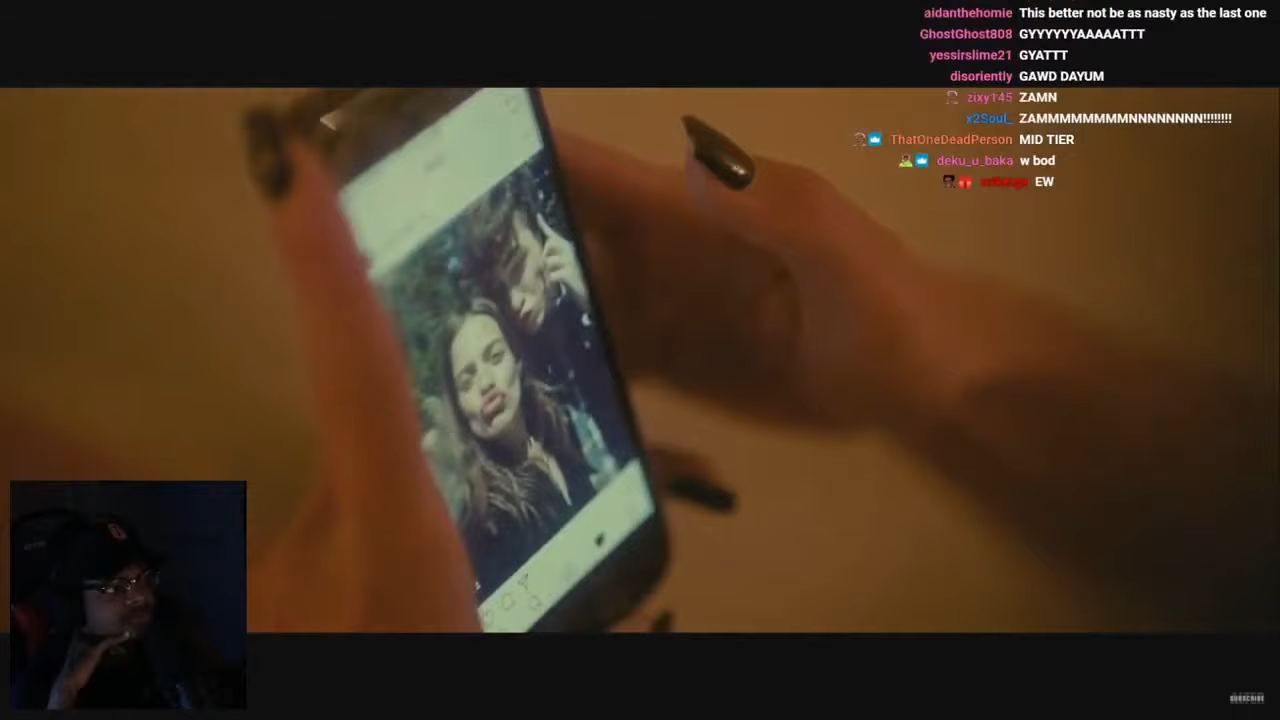 aidanthehomie This better not be as nasty as the last one
GhostGhost808 GYYYYYYAAAAATTT
yessirslime21 GYATTT
disoriently GAWD DAYUM
zixy145 ZAMN
x2Soul_ ZAMMMMMMMMNNNNNNNN!!!!!!!!
ThatOneDeadPerson MID TIER
deku_u_baka w bod
EW
SUBSCRIBE